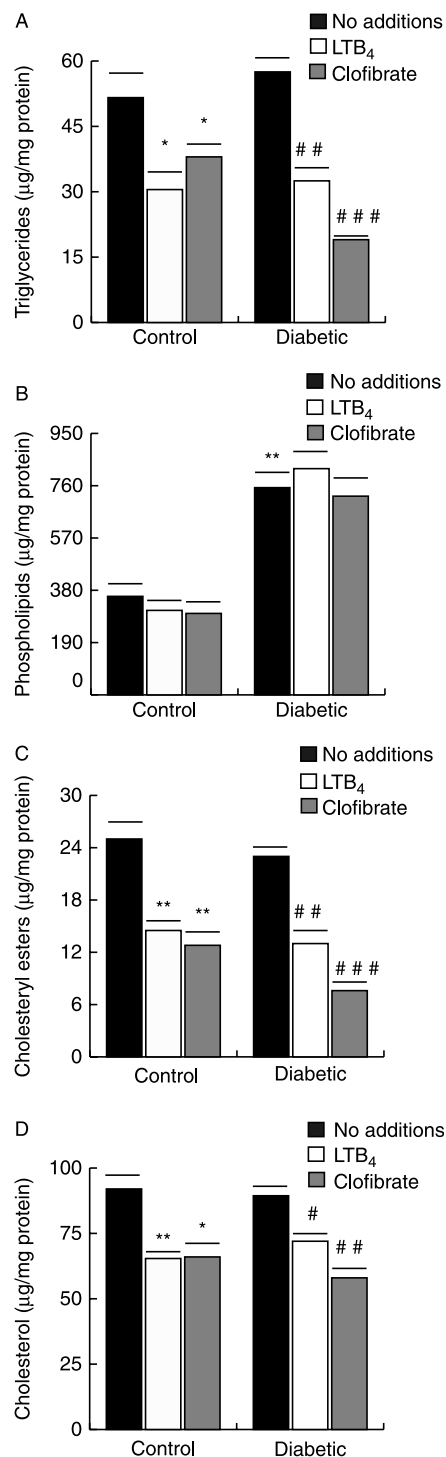 A
No additions
LTB4
Clofibrate
Triglycerides (µg/mg protein)
60
45
30
15
0
*
*
# #
# # #
Control
Diabetic
B
No additions
LTB4
Clofibrate
Phospholipids (µg/mg protein)
950
760
570
380
190
0
**
Control
Diabetic
C
No additions
LTB4
Clofibrate
Cholesteryl esters (µg/mg protein)
30
24
18
12
6
0
**
**
# #
# # #
Control
Diabetic
D
No additions
LTB4
Clofibrate
Cholesterol (µg/mg protein)
100
75
50
25
0
**
*
#
# #
Control
Diabetic